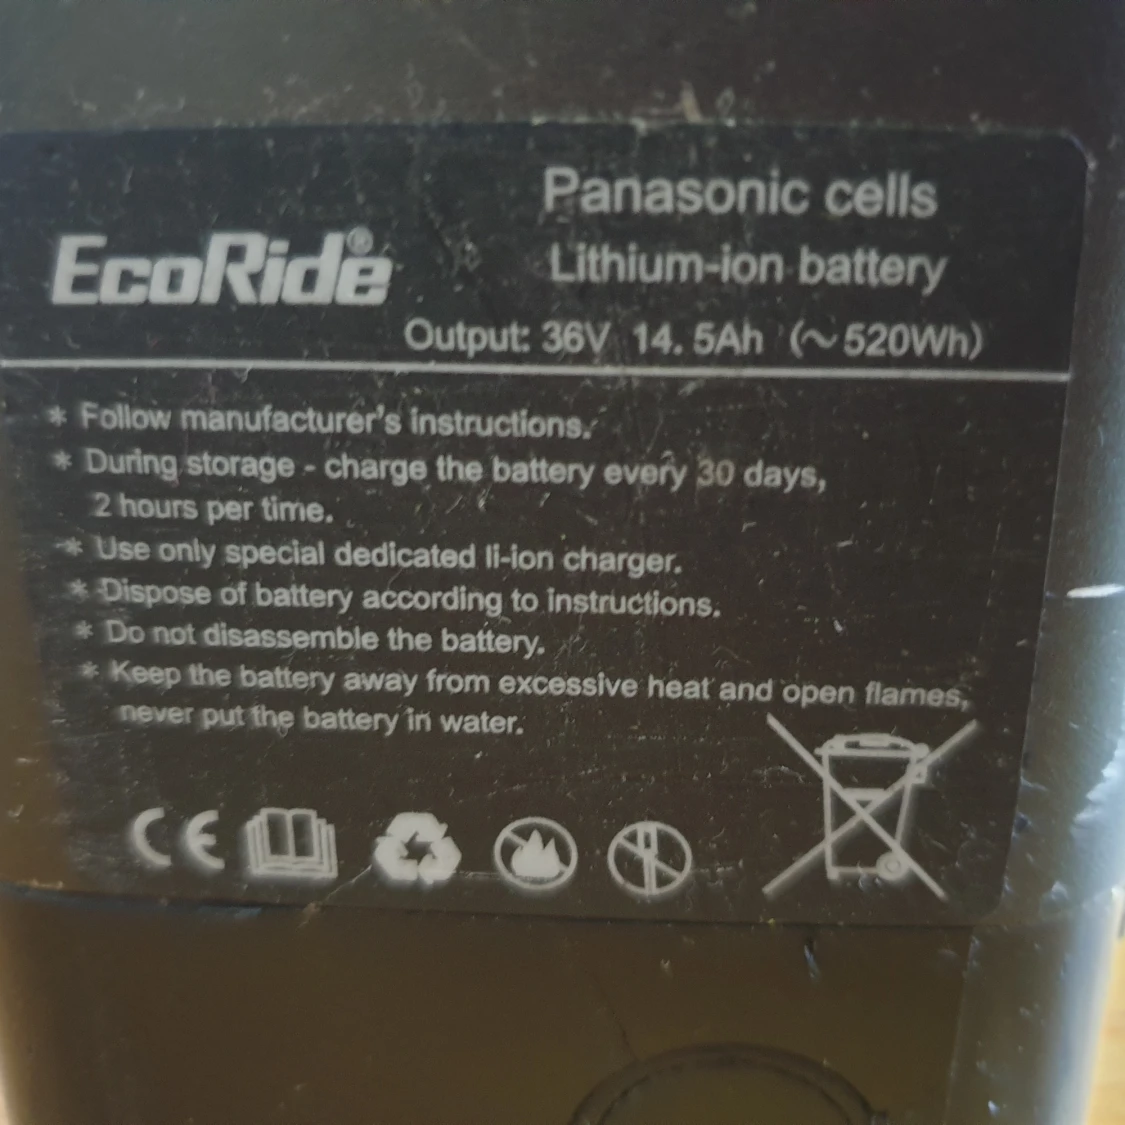 Panasonic cells
EcoRide®
Lithium-ion battery
Output: 36V 14.5Ah (~520Wh)
* Follow manufacturer's instructions.
* During storage - charge the battery every 30 days,
2 hours per time.
* Use only special dedicated li-ion charger.
* Dispose of battery according to instructions.
* Do not disassemble the battery.
* Keep the battery away from excessive heat and open flames,
never put the battery in water.
CE